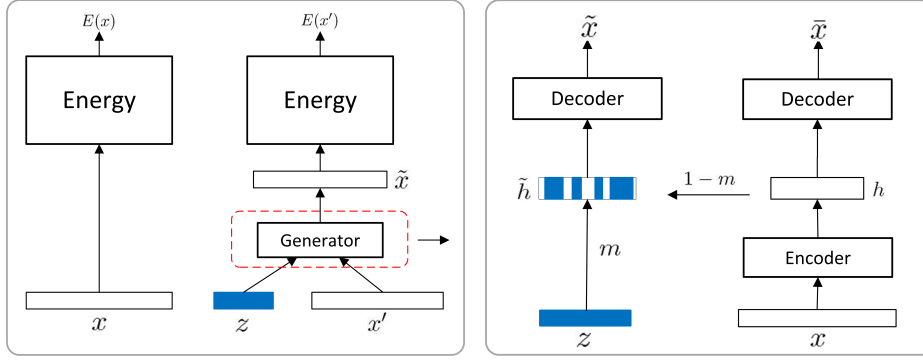 E(x)
E(x′)
Energy
Energy
x̃
Generator
x
z
x′
x̃
x̄
Decoder
Decoder
h̃
1 − m
h
m
Encoder
z
x